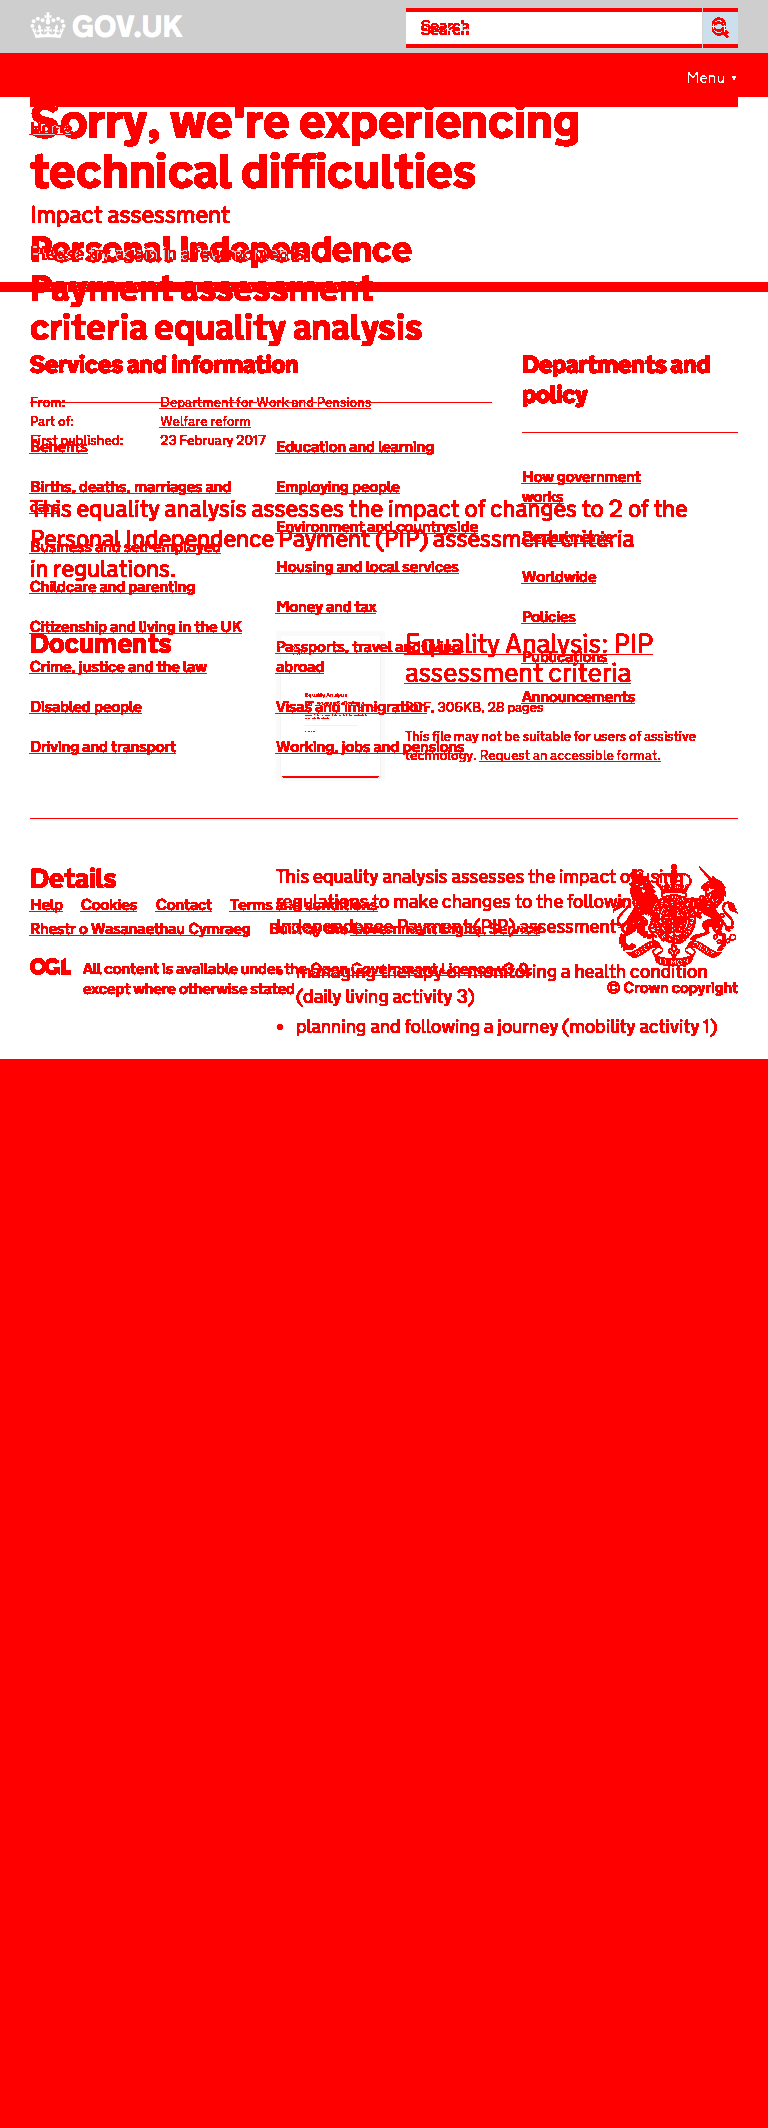 GOV.UK
Search
Menu
Sorry, we're experiencing
Home
technical difficulties
Impact assessment
Personal Independence
Payment assessment
criteria equality analysis
Services and information
Departments and
policy
From: Department for Work and Pensions
Part of: Welfare reform
First published: 23 February 2017
Benefits
Education and learning
How government
works
Births, deaths, marriages and
care
Employing people
This equality analysis assesses the impact of changes to 2 of the
Environment and countryside
Personal Independence Payment (PIP) assessment criteria
Departments
Business and self-employed
in regulations.
Housing and local services
Worldwide
Childcare and parenting
Money and tax
Policies
Citizenship and living in the UK
Documents
Equality Analysis: PIP
assessment criteria
Passports, travel and living
abroad
Publications
Crime, justice and the law
Equality Analysis
Announcements
Disabled people
Visas and immigration
PDF, 306KB, 28 pages
This file may not be suitable for users of assistive
technology. Request an accessible format.
Driving and transport
Working, jobs and pensions
Details
This equality analysis assesses the impact of using
regulations to make changes to the following
Independence Payment (PIP) assessment
Help Cookies Contact Terms and conditions
Rhestr o Wasanaethau Cymraeg Built by the Government Digital Service
OGL All content is available under the Open Government Licence v3.0,
except where otherwise stated
managing therapy or monitoring a health condition
(daily living activity 3)
© Crown copyright
• planning and following a journey (mobility activity 1)